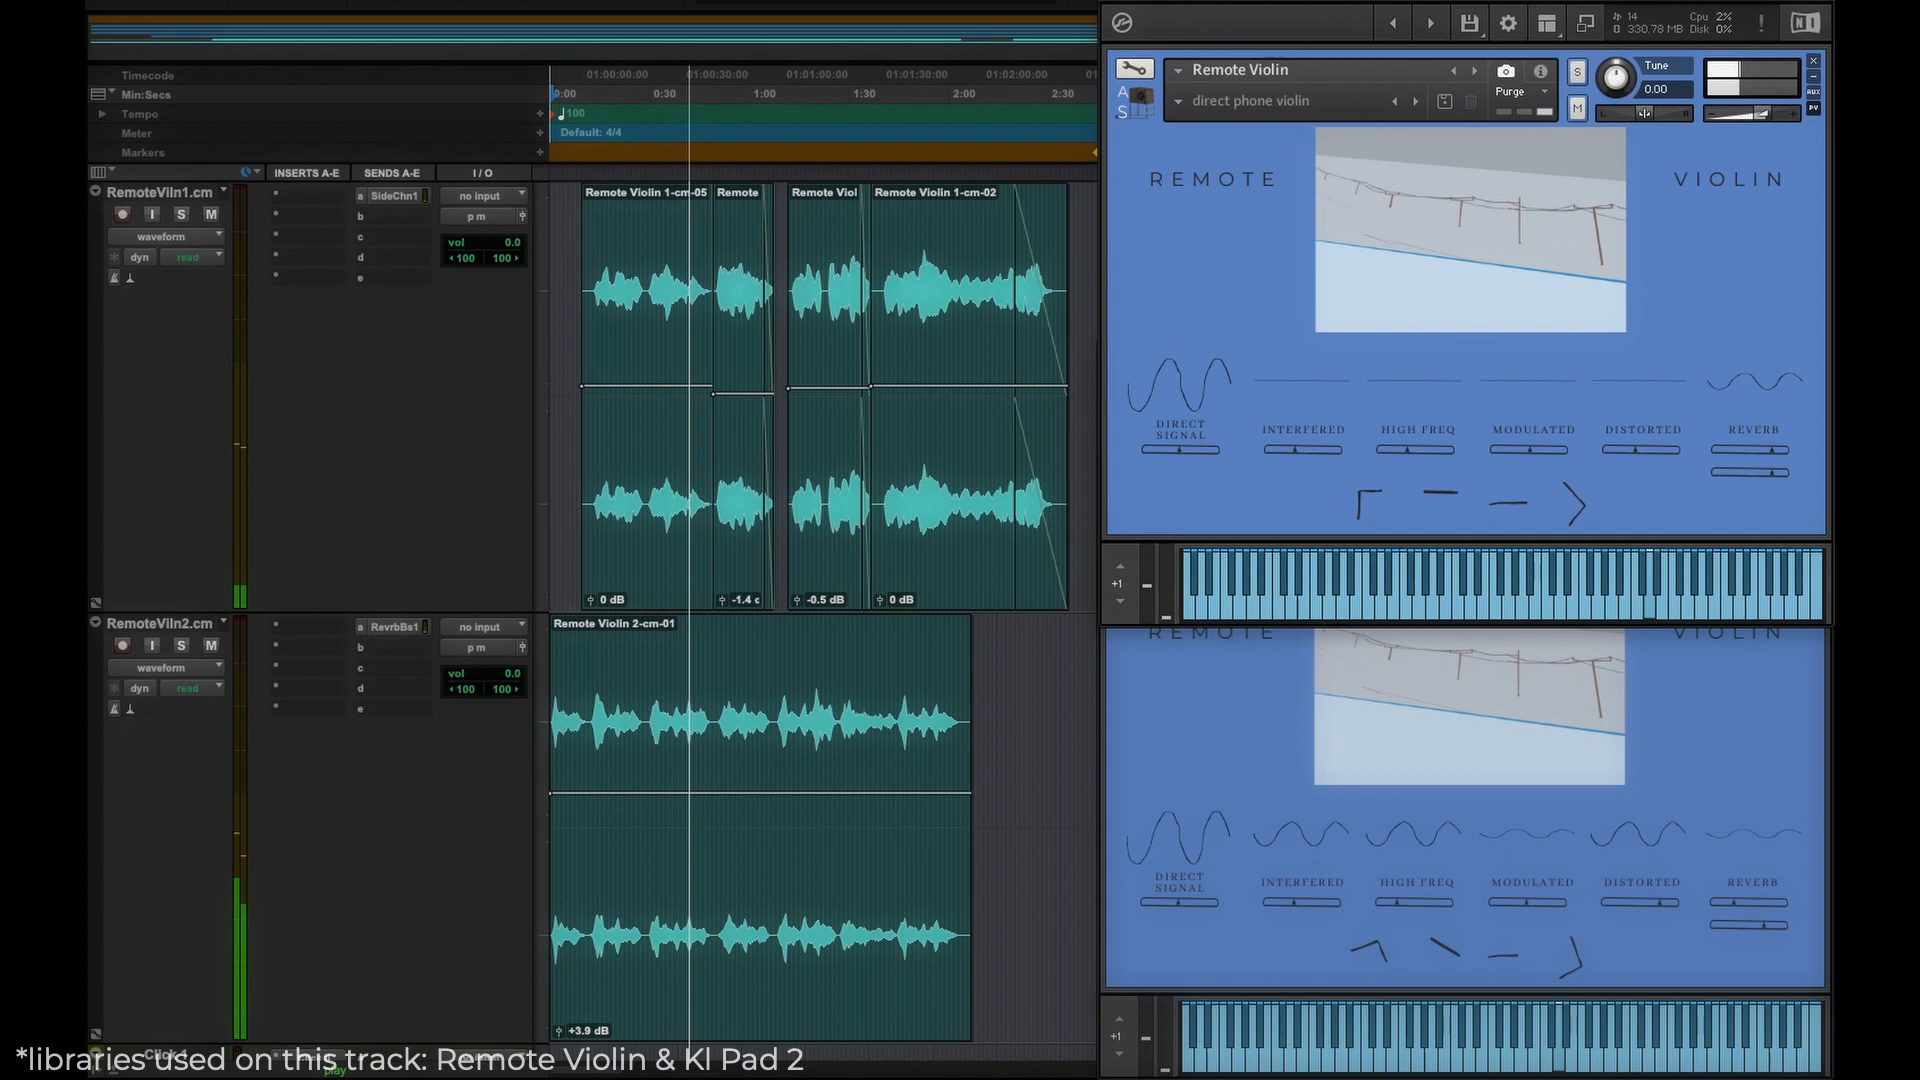 Timecode
Min:Secs
Tempo
Meter
Markers
01:00:00:00 01:00:30:00 01:01:00:00 01:01:30:00 01:02:00:00 01
0:00 0:30 1:00 1:30 2:00 2:30
100
Default: 4/4
INSERTS A-E SENDS A-E I / O
RemoteVlln1.cm
I S M
waveform
dyn read
a SideChn1
b
c
d
e
no input
p m
vol 0.0
100 100
Remote Violin 1-cm-05 Remote Remote Viol Remote Violin 1-cm-02
0 dB -1.4 c -0.5 dB 0 dB
RemoteVlln2.cm
I S M
waveform
dyn read
a RevrbBs1
b
c
d
e
no input
p m
vol 0.0
100 100
Remote Violin 2-cm-01
+3.9 dB
Click 1
play
*libraries used on this track: Remote Violin & Kl Pad 2
14
330.78 MB
Cpu 2%
Disk 0%
!
NI
Remote Violin
direct phone violin
Purge
S
M
Tune
0.00
L R
AUX
PV
A
S
REMOTE VIOLIN
DIRECT SIGNAL
INTERFERED
HIGH FREQ
MODULATED
DISTORTED
REVERB
+1
REMOTE VIOLIN
DIRECT SIGNAL
INTERFERED
HIGH FREQ
MODULATED
DISTORTED
REVERB
+1